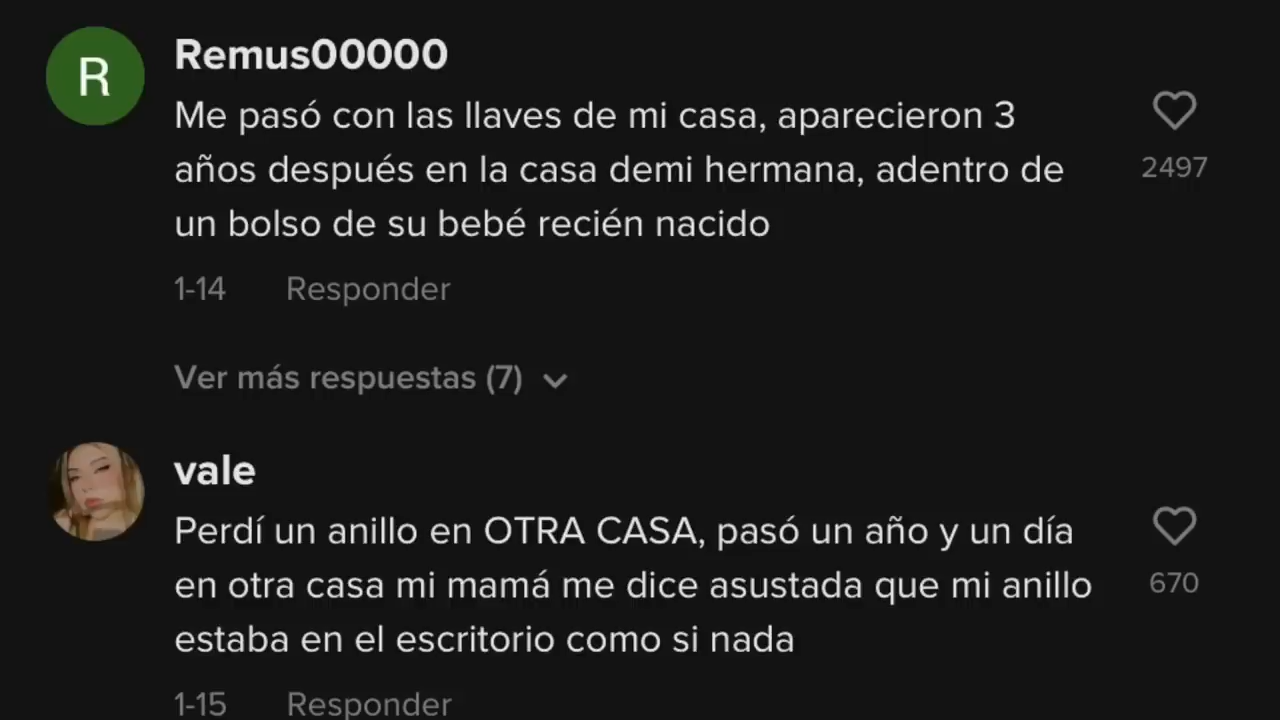 R
Remus00000
Me pasó con las llaves de mi casa, aparecieron 3
años después en la casa demi hermana, adentro de
un bolso de su bebé recién nacido
2497
1-14 Responder
Ver más respuestas (7)
vale
Perdí un anillo en OTRA CASA, pasó un año y un día
en otra casa mi mamá me dice asustada que mi anillo
estaba en el escritorio como si nada
670
1-15 Responder